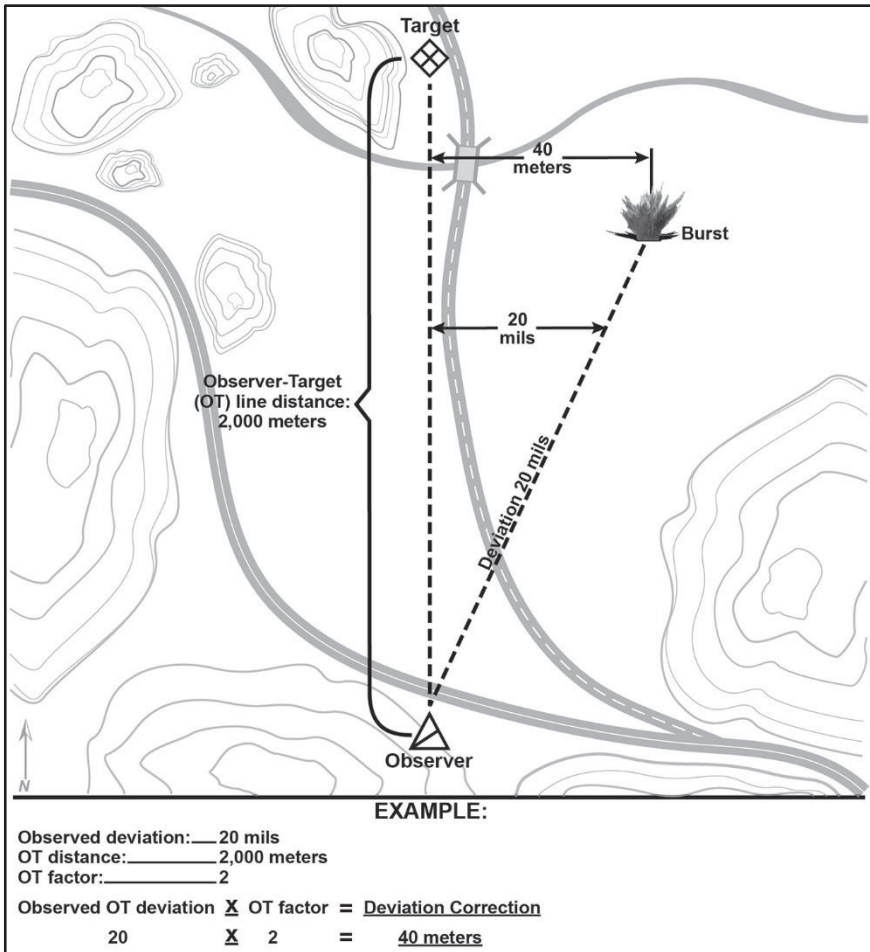 Target
40
meters
Burst
20
mils
Observer-Target
(OT) line distance:
2,000 meters
Deviation 20 mils
Observer
N
EXAMPLE:
Observed deviation: 20 mils
OT distance: 2,000 meters
OT factor: 2
Observed OT deviation X OT factor = Deviation Correction
20 X 2 = 40 meters